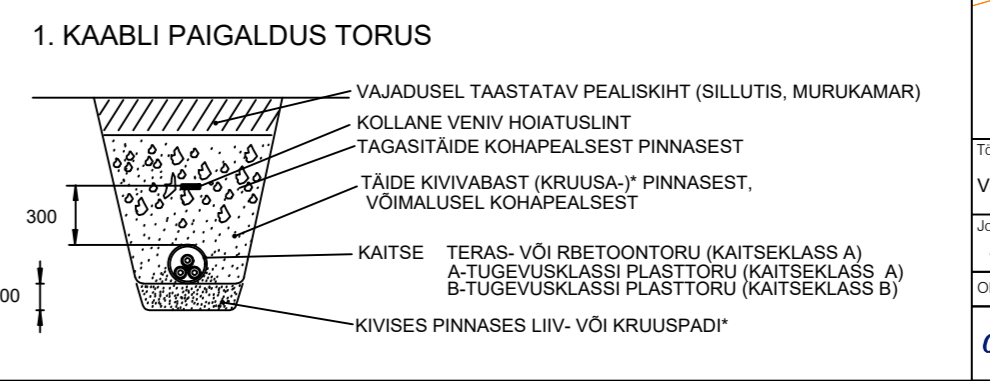 1. KAABLI PAIGALDUS TORUS
VAJADUSEL TAASTATAV PEALISKIHT (SILLUTIS, MURUKAMAR)
KOLLANE VENIV HOIATUSLINT
TAGASITÄIDE KOHAPEALSEST PINNASEST
TÄIDE KIVIVABAST (KRUUSA-)* PINNASEST,
VÕIMALUSEL KOHAPEALSEST
300
KAITSE TERAS- VÕI RBETOONTORU (KAITSEKLASS A)
A-TUGEVUSKLASSI PLASTTORU (KAITSEKLASS A)
B-TUGEVUSKLASSI PLASTTORU (KAITSEKLASS B)
00
KIVISES PINNASES LIIV- VÕI KRUUSPADI*